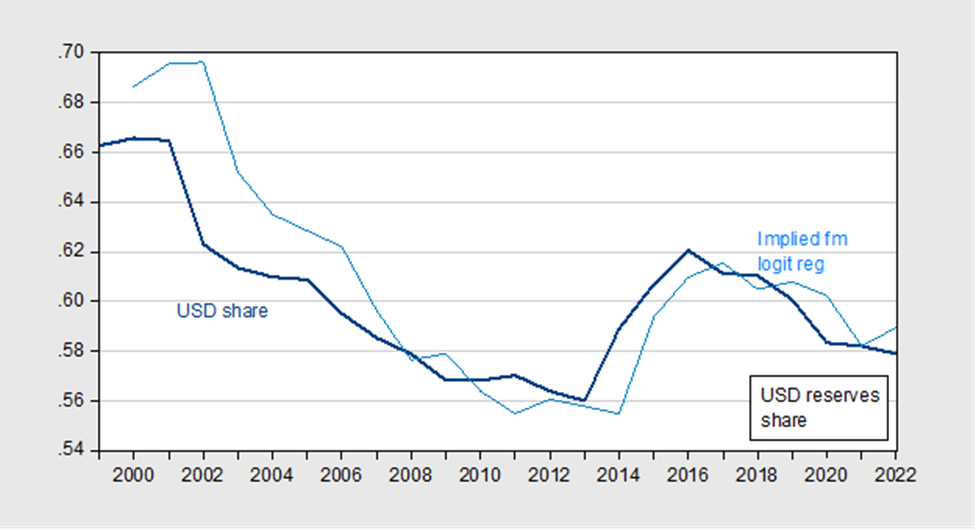 .70
.68
.66
.64
.62
.60
.58
.56
.54
Implied fm
logit reg
USD share
USD reserves
share
2000 2002 2004 2006 2008 2010 2012 2014 2016 2018 2020 2022